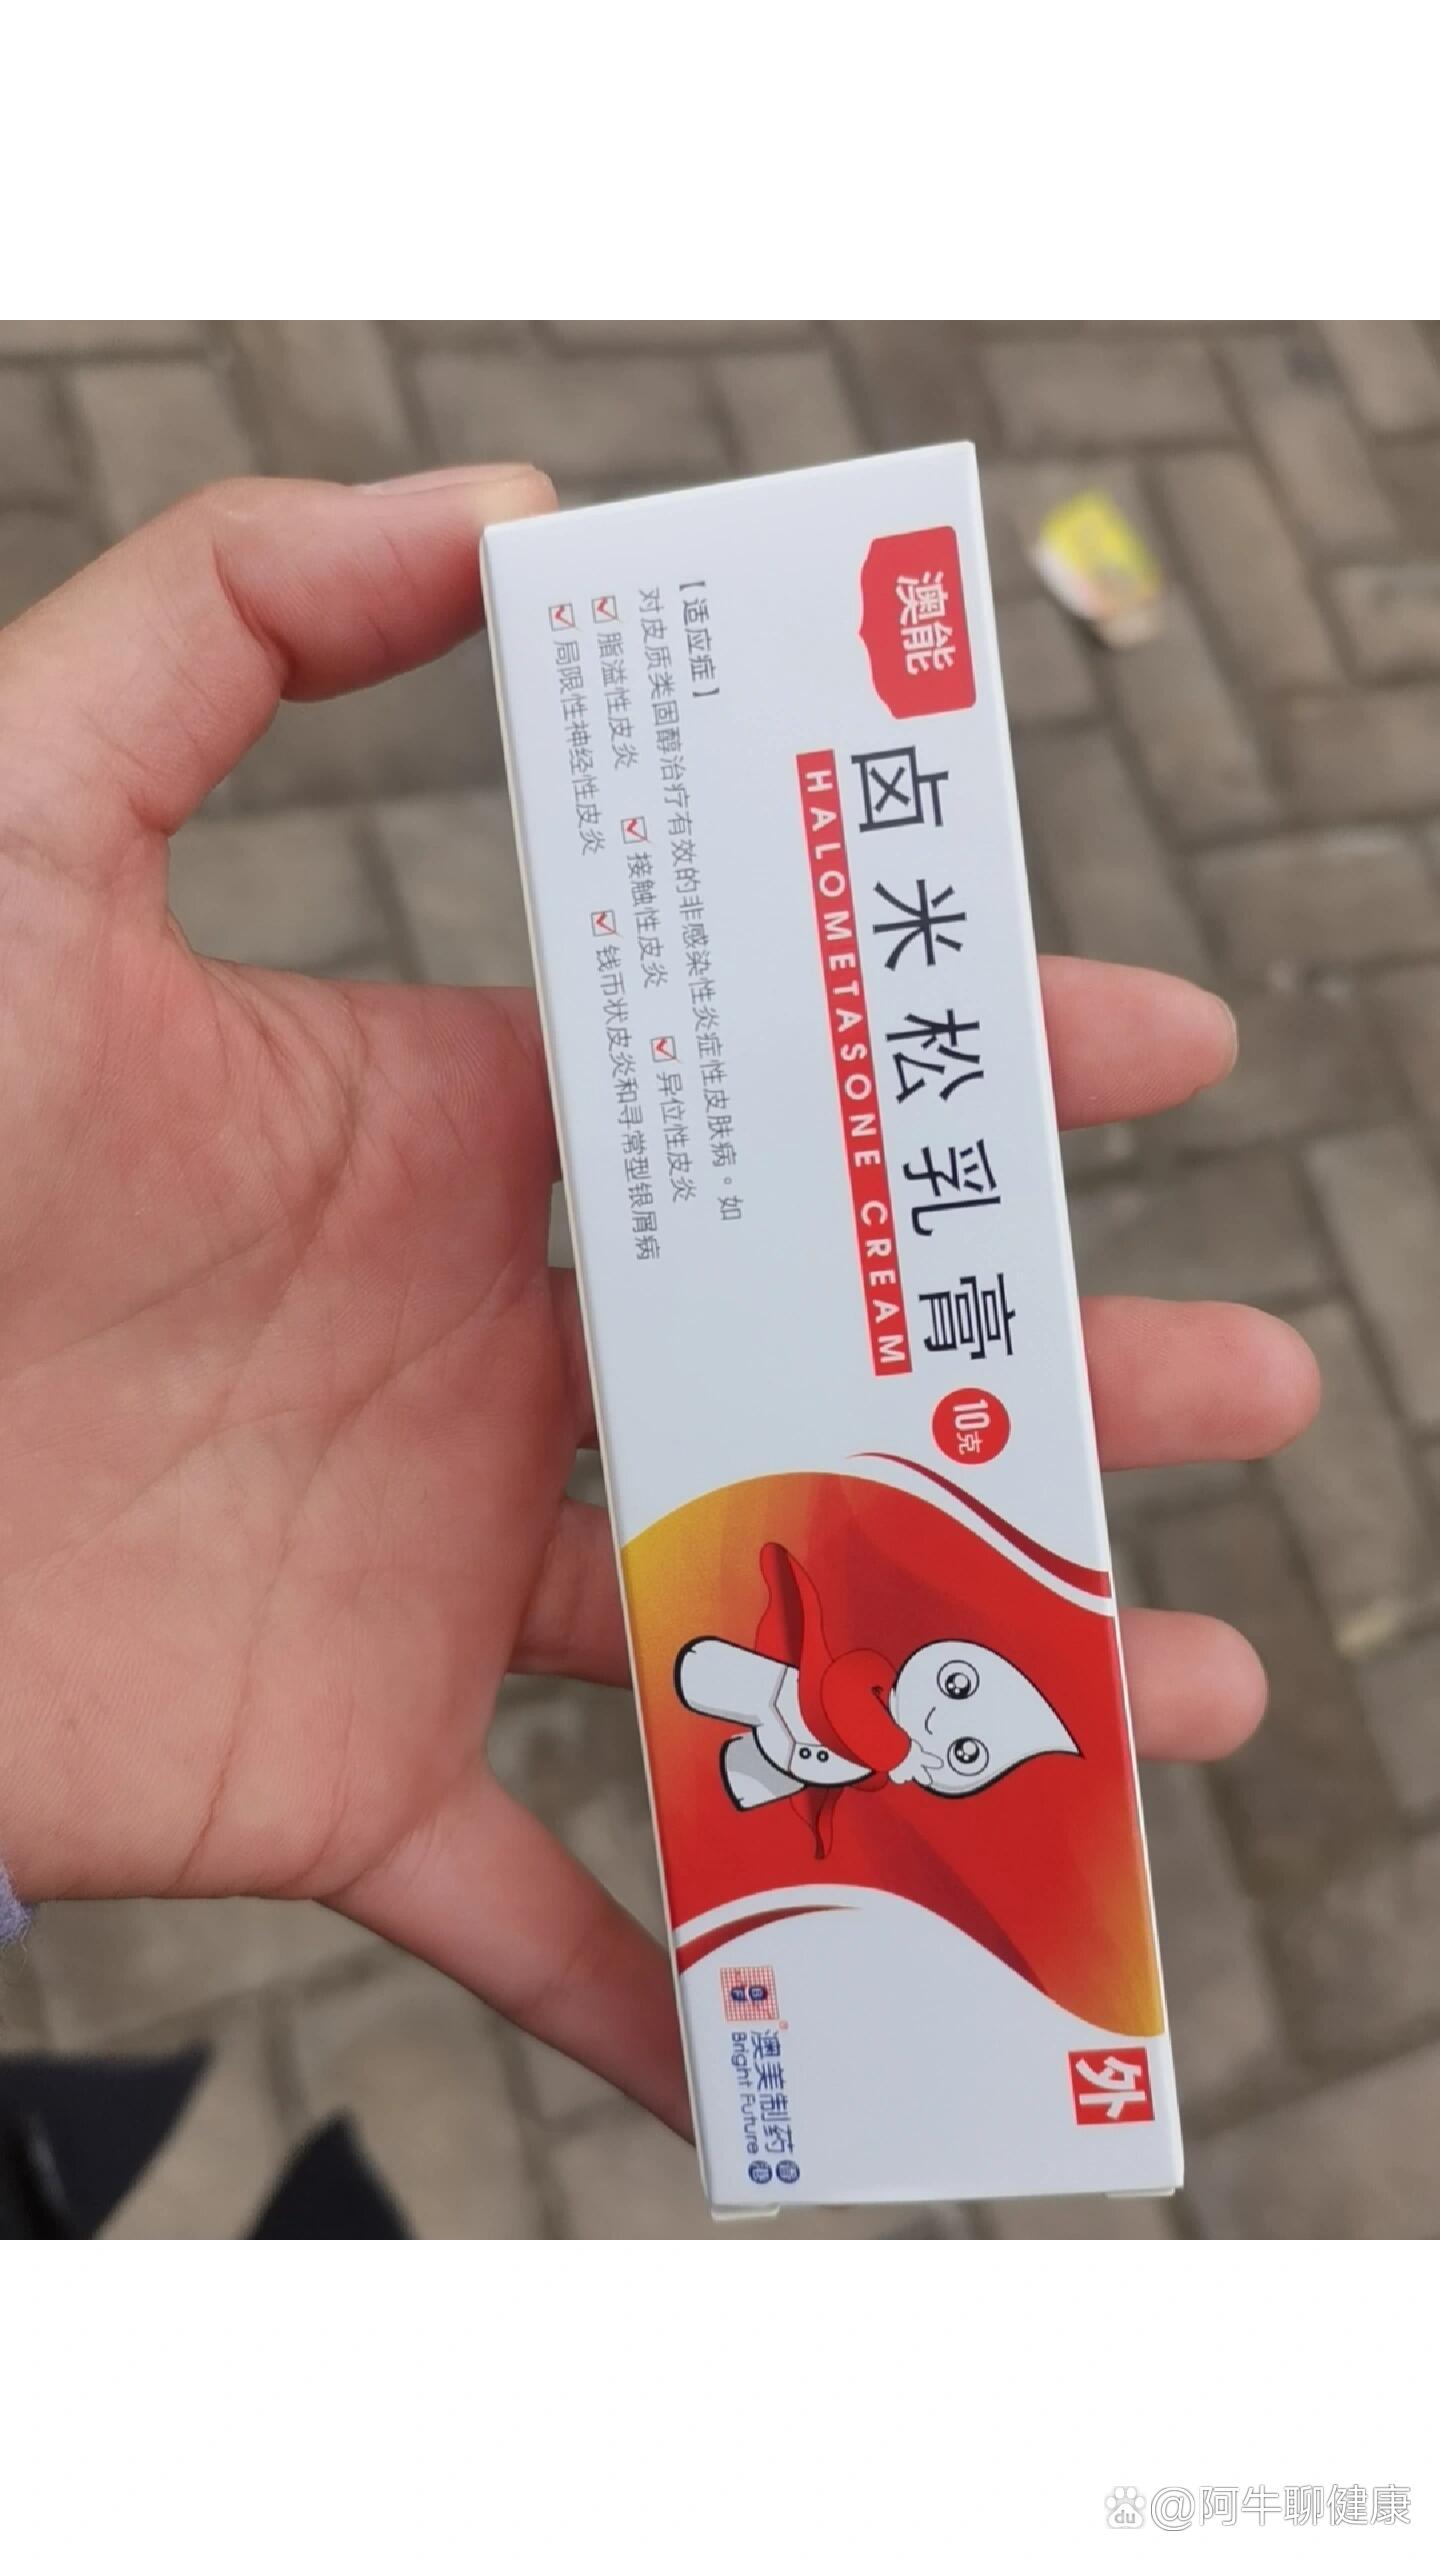 澳能
卤米松乳膏
10克
HALOMETASONE CREAM
【适应症】
对皮质类固醇治疗有效的非感染性炎症性皮肤病。如
脂溢性皮炎 接触性皮炎 异位性皮炎
局限性神经性皮炎 钱币状皮炎和寻常型银屑病
外
澳美制药
Bright Future
du @阿牛聊健康